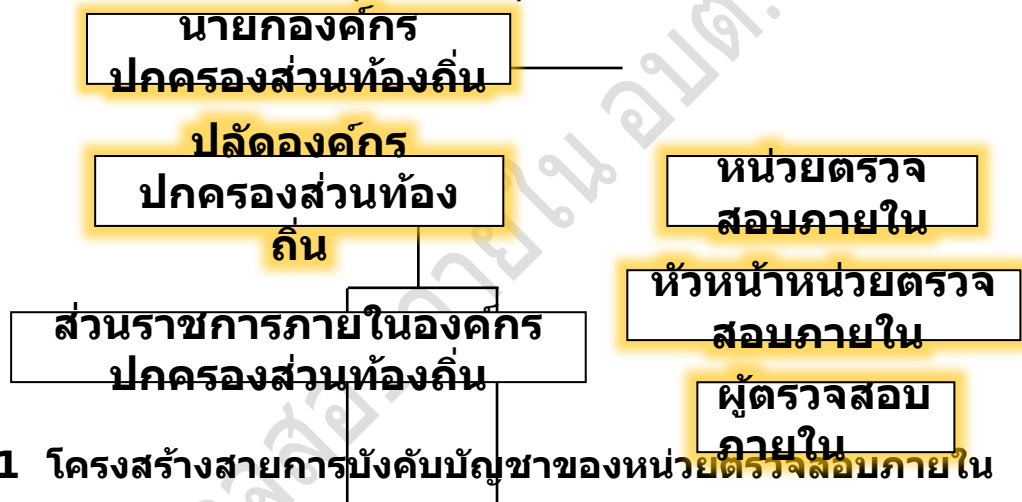 นายกองค์กร
ปกครองส่วนท้องถิ่น
ปลัดองค์กร
ปกครองส่วนท้อง
ถิ่น
หน่วยตรวจ
สอบภายใน
หัวหน้าหน่วยตรวจ
สอบภายใน
ส่วนราชการภายในองค์กร
ปกครองส่วนท้องถิ่น
ผู้ตรวจสอบ
ภายใน
1 โครงสร้างสายการบังคับบัญชาของหน่วยตรวจสอบภายใน